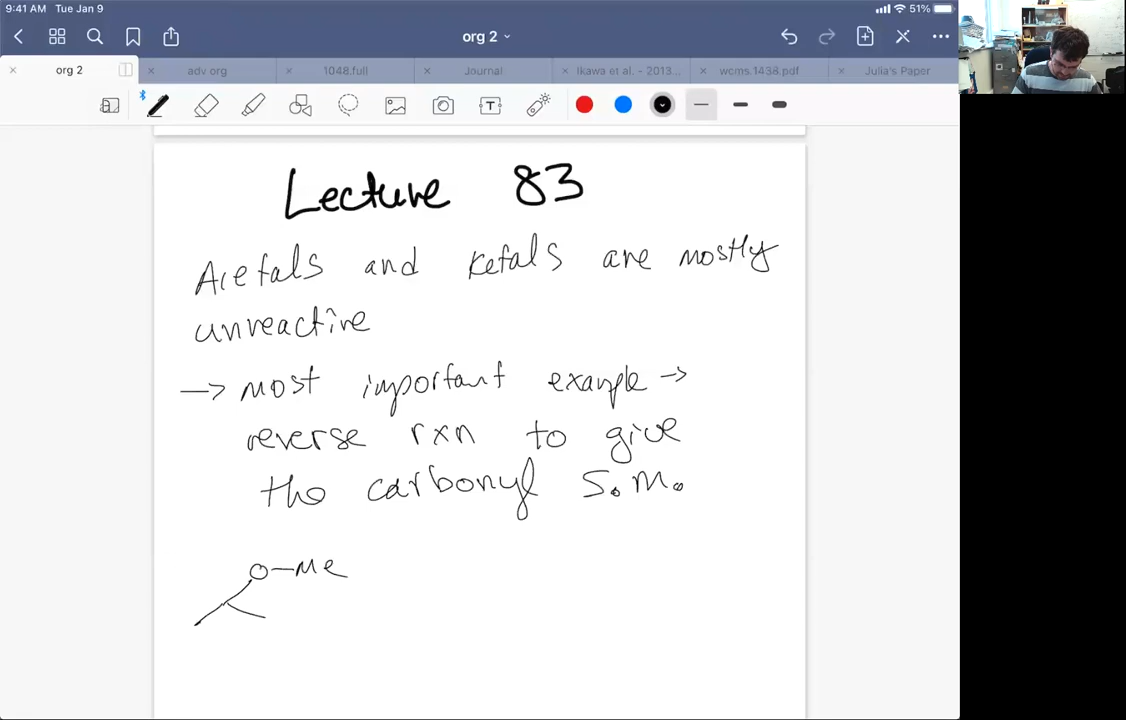 9:41 AM Tue Jan 9
51%
org 2
org 2
adv org
1048.full
Journal
Ikawa et al. - 2013...
wcms.1438.pdf
Julia's Paper
T
Lecture 83
Acetals and ketals are mostly
unreactive
→ most important example →
reverse rxn to give
the carbonyl S.M.
O-Me